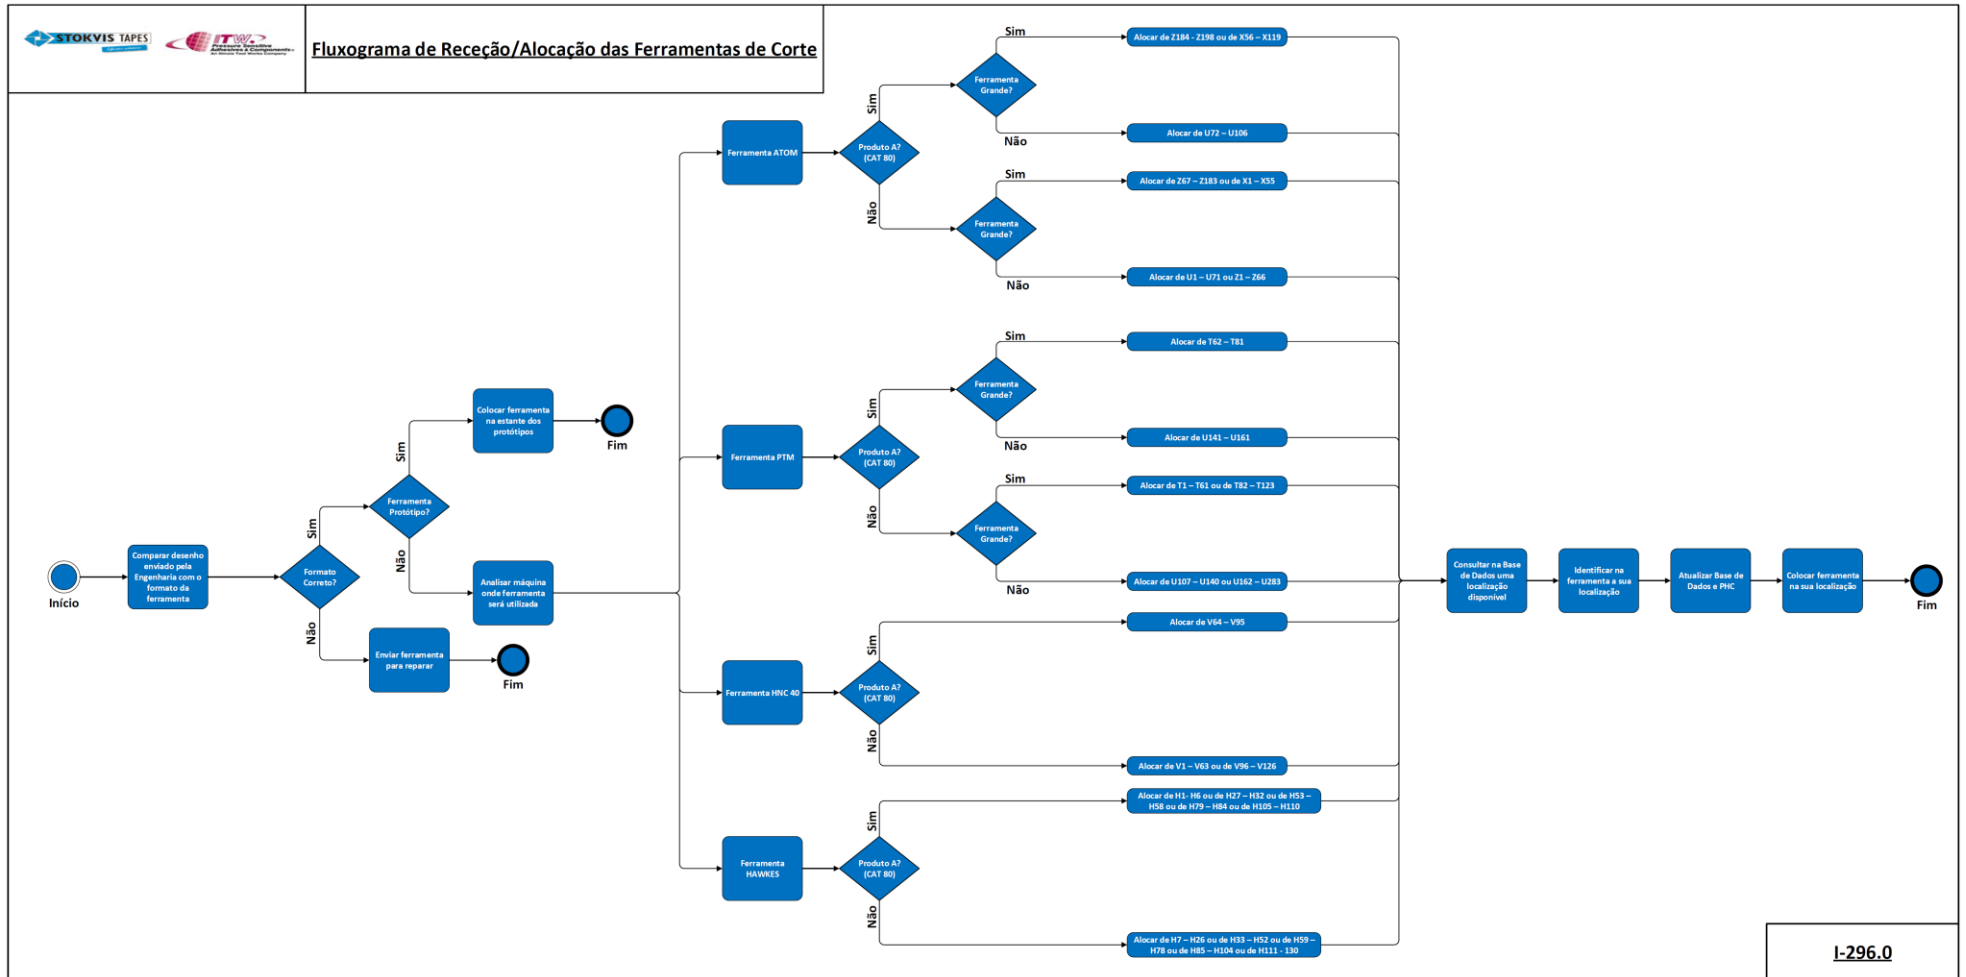 STOKVIS TAPES
ITW
Pressure Sensitive
Adhesives & Components
An Illinois Tool Works Company
Fluxograma de Receção/Alocação das Ferramentas de Corte
Início
Comparar desenho
enviado pela
Engenharia com o
formato da
ferramenta
Formato
Correto?
Sim
Não
Ferramenta
Protótipo?
Sim
Não
Colocar ferramenta
na estante dos
protótipos
Fim
Analisar máquina
onde ferramenta
será utilizada
Enviar ferramenta
para reparar
Fim
Ferramenta ATOM
Produto A?
(CAT 80)
Sim
Não
Ferramenta
Grande?
Sim
Alocar de Z184 - Z198 ou de X56 – X119
Não
Alocar de U72 – U106
Ferramenta
Grande?
Sim
Alocar de Z67 – Z183 ou de X1 – X55
Não
Alocar de U1 – U71 ou Z1 – Z66
Ferramenta PTM
Produto A?
(CAT 80)
Sim
Não
Ferramenta
Grande?
Sim
Alocar de T62 – T81
Não
Alocar de U141 – U161
Ferramenta
Grande?
Sim
Alocar de T1 – T61 ou de T82 – T123
Não
Alocar de U107 – U140 ou U162 – U283
Ferramenta HNC 40
Produto A?
(CAT 80)
Sim
Alocar de V64 – V95
Não
Alocar de V1 – V63 ou de V96 – V126
Ferramenta
HAWKES
Produto A?
(CAT 80)
Sim
Alocar de H1- H6 ou de H27 – H32 ou de H53 –
H58 ou de H79 – H84 ou de H105 – H110
Não
Alocar de H7 – H26 ou de H33 – H52 ou de H59 –
H78 ou de H85 – H104 ou de H111 - 130
Consultar na Base
de Dados uma
localização
disponível
Identificar na
ferramenta a sua
localização
Atualizar Base de
Dados e PHC
Colocar ferramenta
na sua localização
Fim
I-296.0